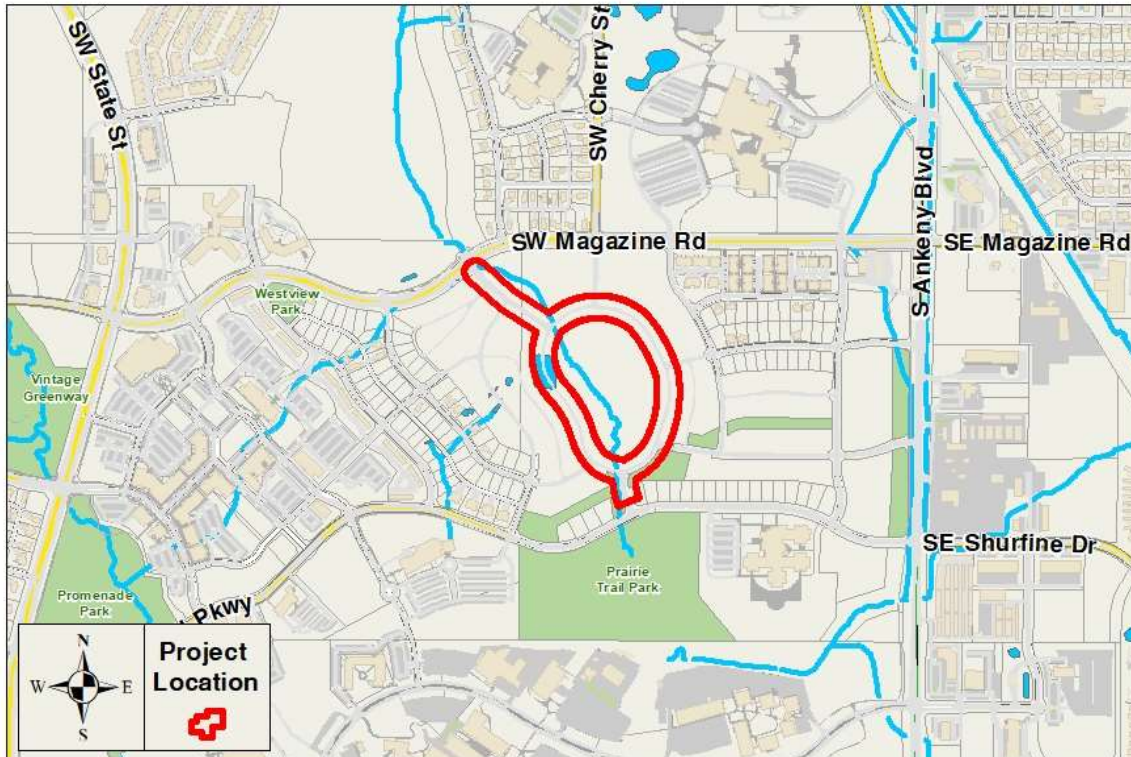 SW State St
SW Cherry St
SW Magazine Rd
SE Magazine Rd
S Ankeny Blvd
Westview
Park
Vintage
Greenway
SE Shurfine Dr
Prairie
Trail Park
Promenade
Park
Pkwy
N
W
E
S
Project
Location